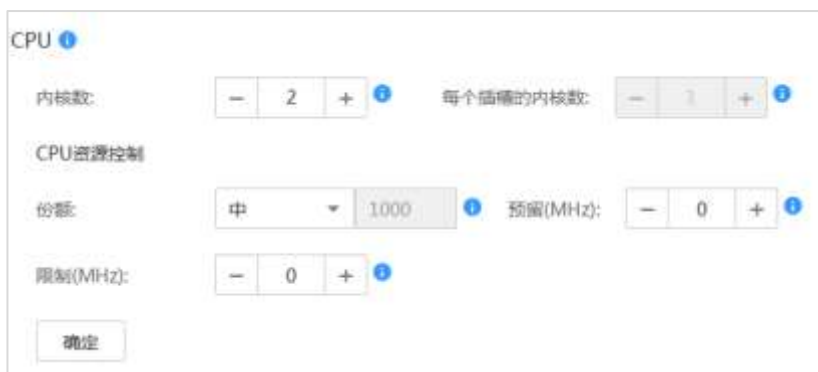 CPU
内核数: − 2 + 每个插槽的内核数: − 1 +
CPU资源控制
份额: 中 1000 预留(MHz): − 0 +
限制(MHz): − 0 +
确定